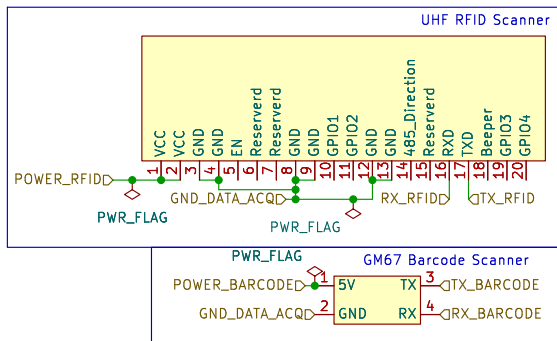 UHF RFID Scanner
VCC
VCC
GND
GND
EN
Reserverd
Reserverd
GND
GND
GPIO1
GPIO2
GND
GND
485_Direction
Reserverd
RXD
TXD
Beeper
GPIO3
GPIO4
1 2 3 4 5 6 7 8 9 10 11 12 13 14 15 16 17 18 19 20
POWER_RFID
GND_DATA_ACQ
RX_RFID
TX_RFID
PWR_FLAG
PWR_FLAG
GM67 Barcode Scanner
PWR_FLAG
POWER_BARCODE 1 5V TX 3 TX_BARCODE
GND_DATA_ACQ 2 GND RX 4 RX_BARCODE